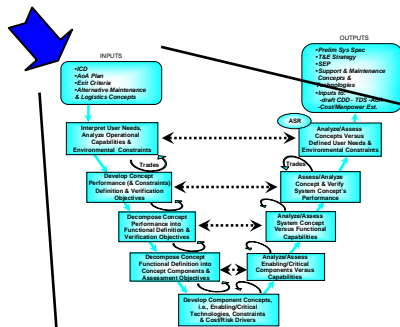 INPUTS
•ICD
•AoA Plan
•Exit Criteria
•Alternative Maintenance
& Logistics Concepts
OUTPUTS
•Prelim Sys Spec
•T&E Strategy
•SEP
•Support & Maintenance
Concepts &
Technologies
•Inputs to:
-draft CDD - TDS -AOA
-Cost/Manpower Est.
ASR
Interpret User Needs,
Analyze Operational
Capabilities &
Environmental Constraints
Analyze/Assess
Concepts Versus
Defined User Needs &
Environmental Constraints
Trades
Trades
Develop Concept
Performance (& Constraints)
Definition & Verification
Objectives
Assess/Analyze
Concept & Verify
System Concept's
Performance
Decompose Concept
Performance into
Functional Definition &
Verification Objectives
Analyze/Assess
System Concept
Versus Functional
Capabilities
Decompose Concept
Functional Definition into
Concept Components &
Assessment Objectives
Analyze/Assess
Enabling/Critical
Components Versus
Capabilities
Develop Component Concepts,
i.e., Enabling/Critical
Technologies, Constraints
& Cost/Risk Drivers